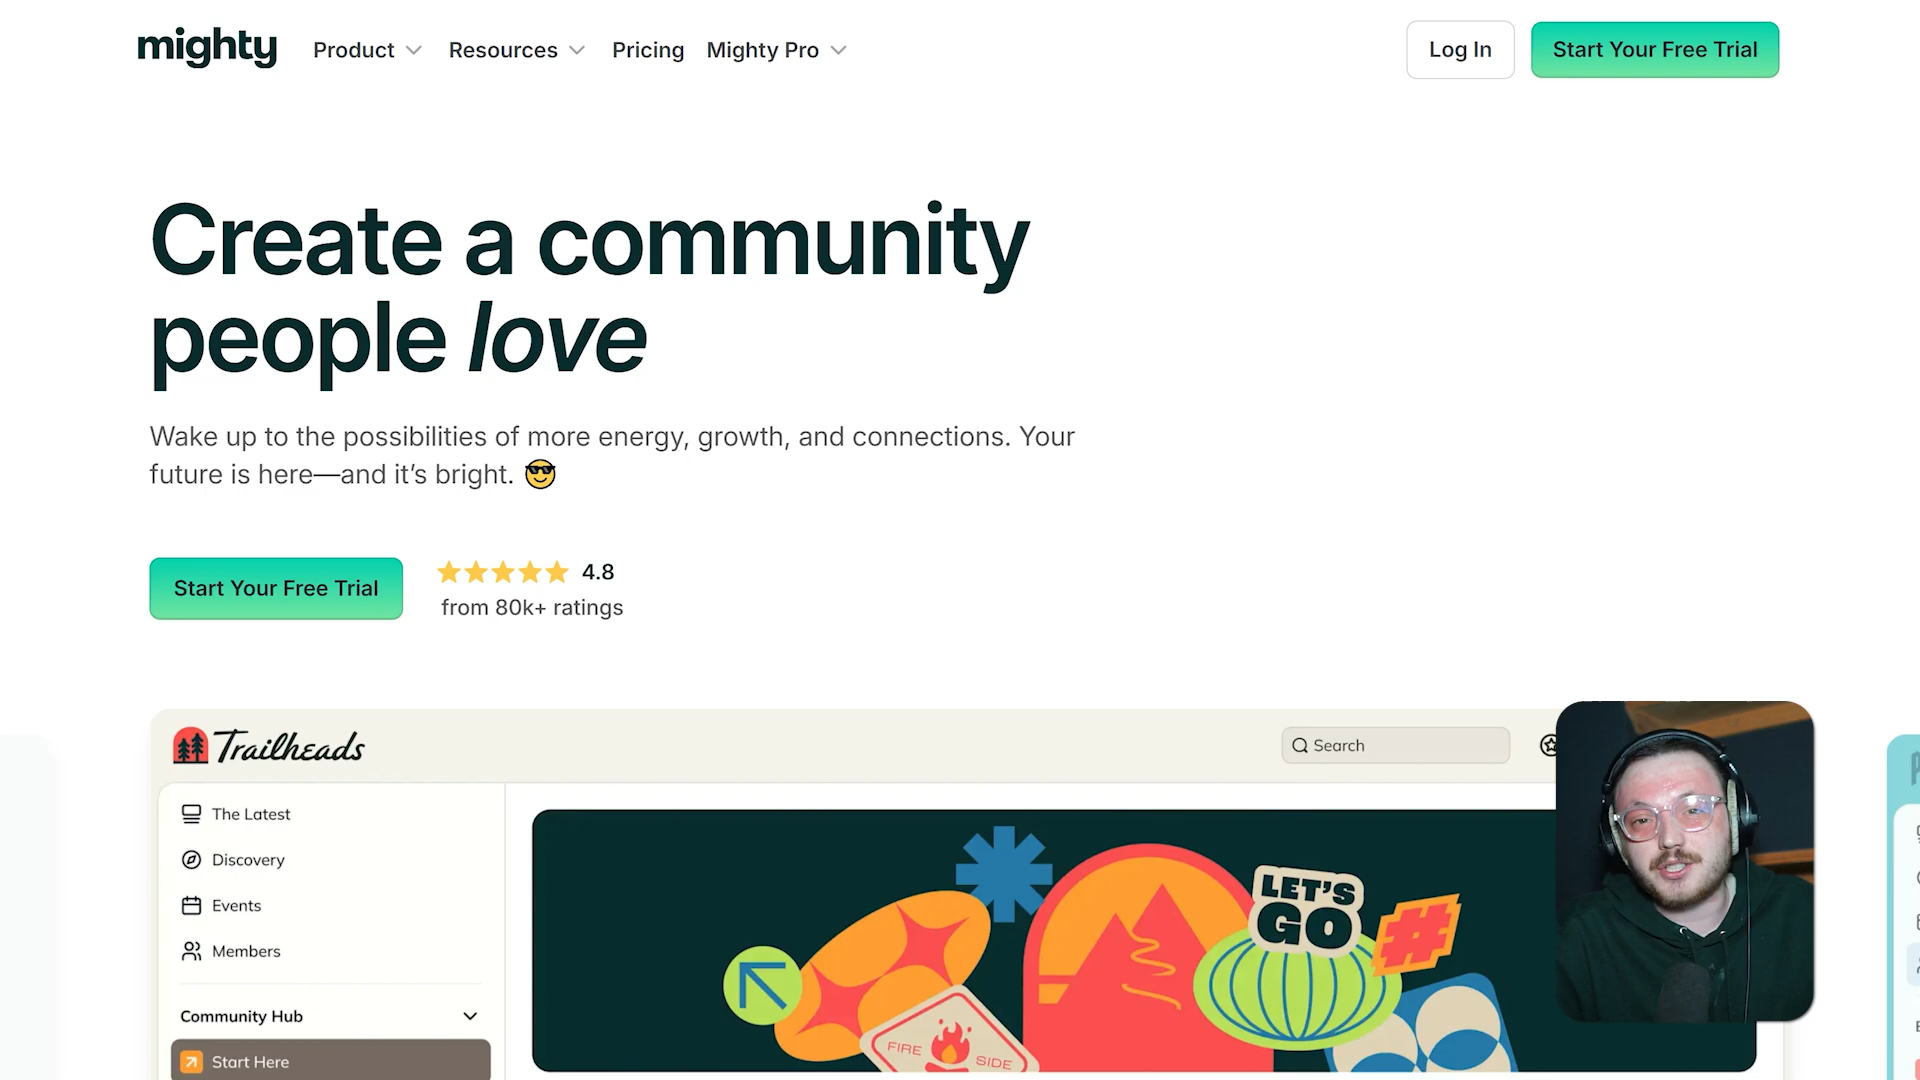 mighty
Product
Resources
Pricing
Mighty Pro
Log In
Start Your Free Trial
Create a community
people love
Wake up to the possibilities of more energy, growth, and connections. Your
future is here—and it's bright. 😎
Start Your Free Trial
4.8
from 80k+ ratings
Trailheads
Search
The Latest
Discovery
Events
Members
Community Hub
Start Here
LET'S
GO
#
FIRE
SIDE